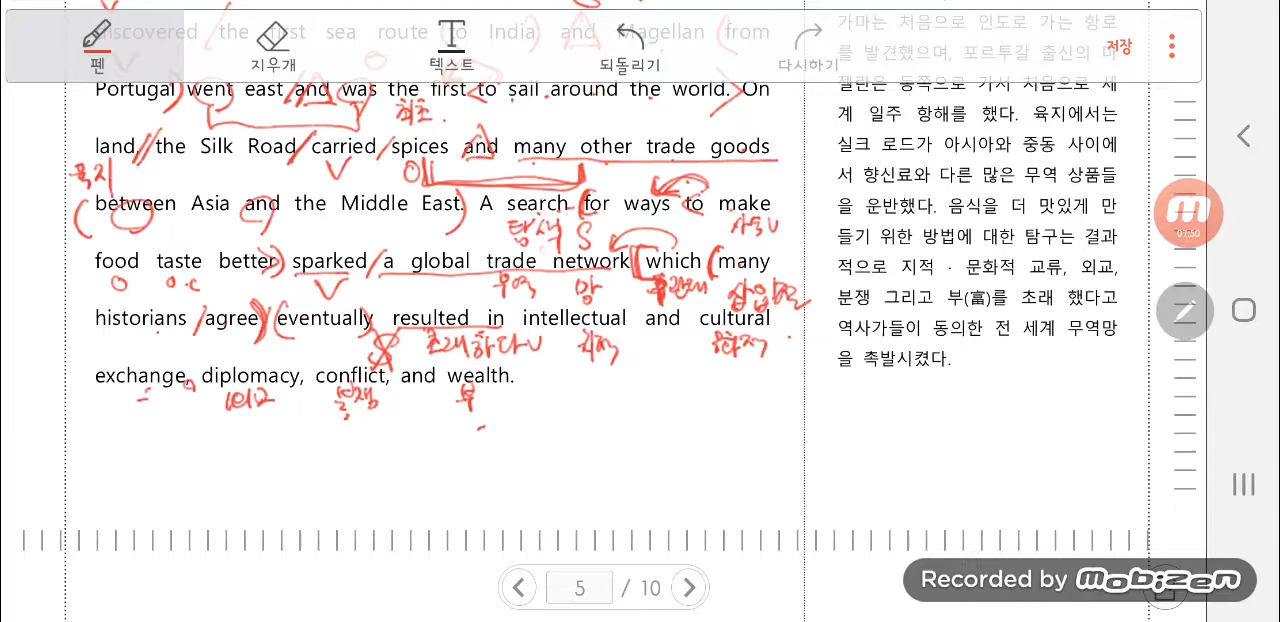 discovered the first sea route to India) and Magellan (from
펜
지우개
텍스트
되돌리기
다시하기
저장
Portugal) went east and was the first to sail around the world. On
최초
land, the Silk Road carried spices and many other trade goods
육지
V
between Asia and the Middle East. A search for ways to make
탐색 S
food taste better sparked a global trade network which many
V
무역
망
historians agree eventually resulted in intellectual and cultural
초래하다 V
지적
문화적
exchange, diplomacy, conflict, and wealth.
외교
분쟁
부
가마는 처음으로 인도로 가는 항로
를 발견했으며, 포르투갈 출신의 마
젤란은 동쪽으로 가서 처음으로 세
계 일주 항해를 했다. 육지에서는
실크 로드가 아시아와 중동 사이에
서 향신료와 다른 많은 무역 상품들
을 운반했다. 음식을 더 맛있게 만
들기 위한 방법에 대한 탐구는 결과
적으로 지적 · 문화적 교류, 외교,
분쟁 그리고 부(富)를 초래 했다고
역사가들이 동의한 전 세계 무역망
을 촉발시켰다.
07:50
5 / 10
Recorded by mobizen